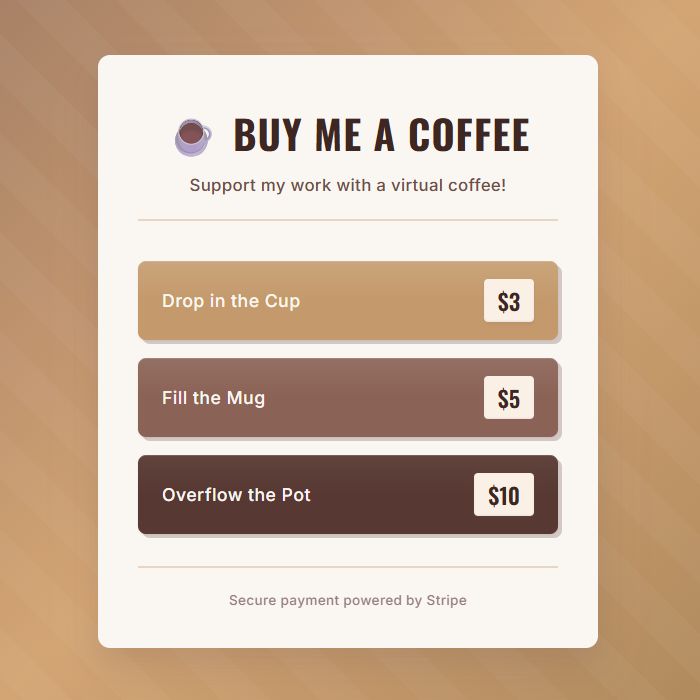 BUY ME A COFFEE
Support my work with a virtual coffee!
Drop in the Cup $3
Fill the Mug $5
Overflow the Pot $10
Secure payment powered by Stripe